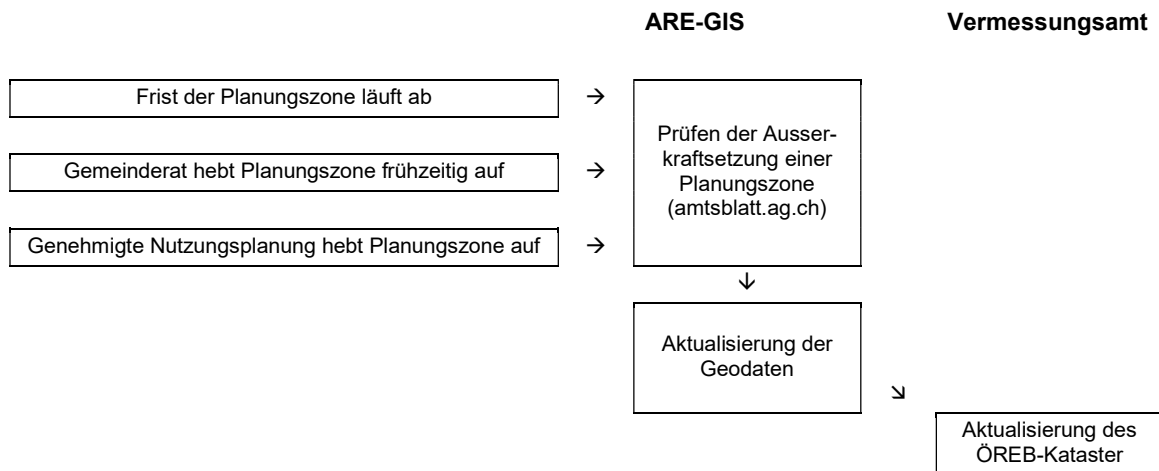 ARE-GIS
Vermessungsamt
Frist der Planungszone läuft ab
→
Gemeinderat hebt Planungszone frühzeitig auf
→
Genehmigte Nutzungsplanung hebt Planungszone auf
→
Prüfen der Ausser-
kraftsetzung einer
Planungszone
(amtsblatt.ag.ch)
↓
Aktualisierung der
Geodaten
↘
Aktualisierung des
ÖREB-Kataster